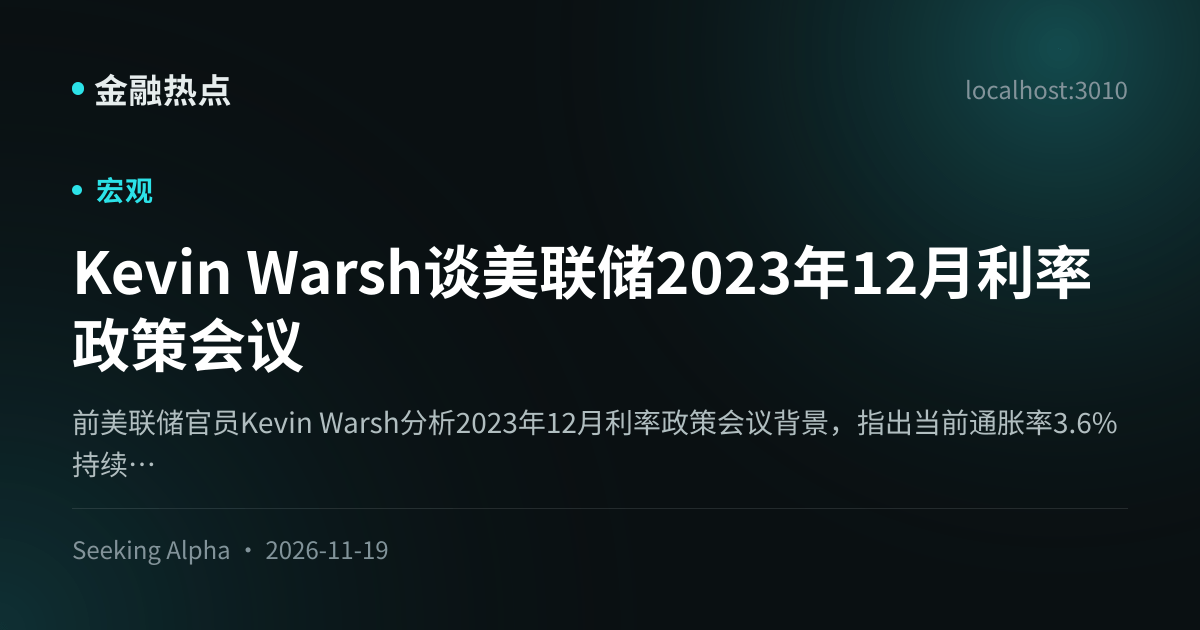 金融热点
localhost:3010
宏观
Kevin Warsh谈美联储2023年12月利率
政策会议
前美联储官员Kevin Warsh分析2023年12月利率政策会议背景，指出当前通胀率3.6%
持续…
Seeking Alpha · 2026-11-19